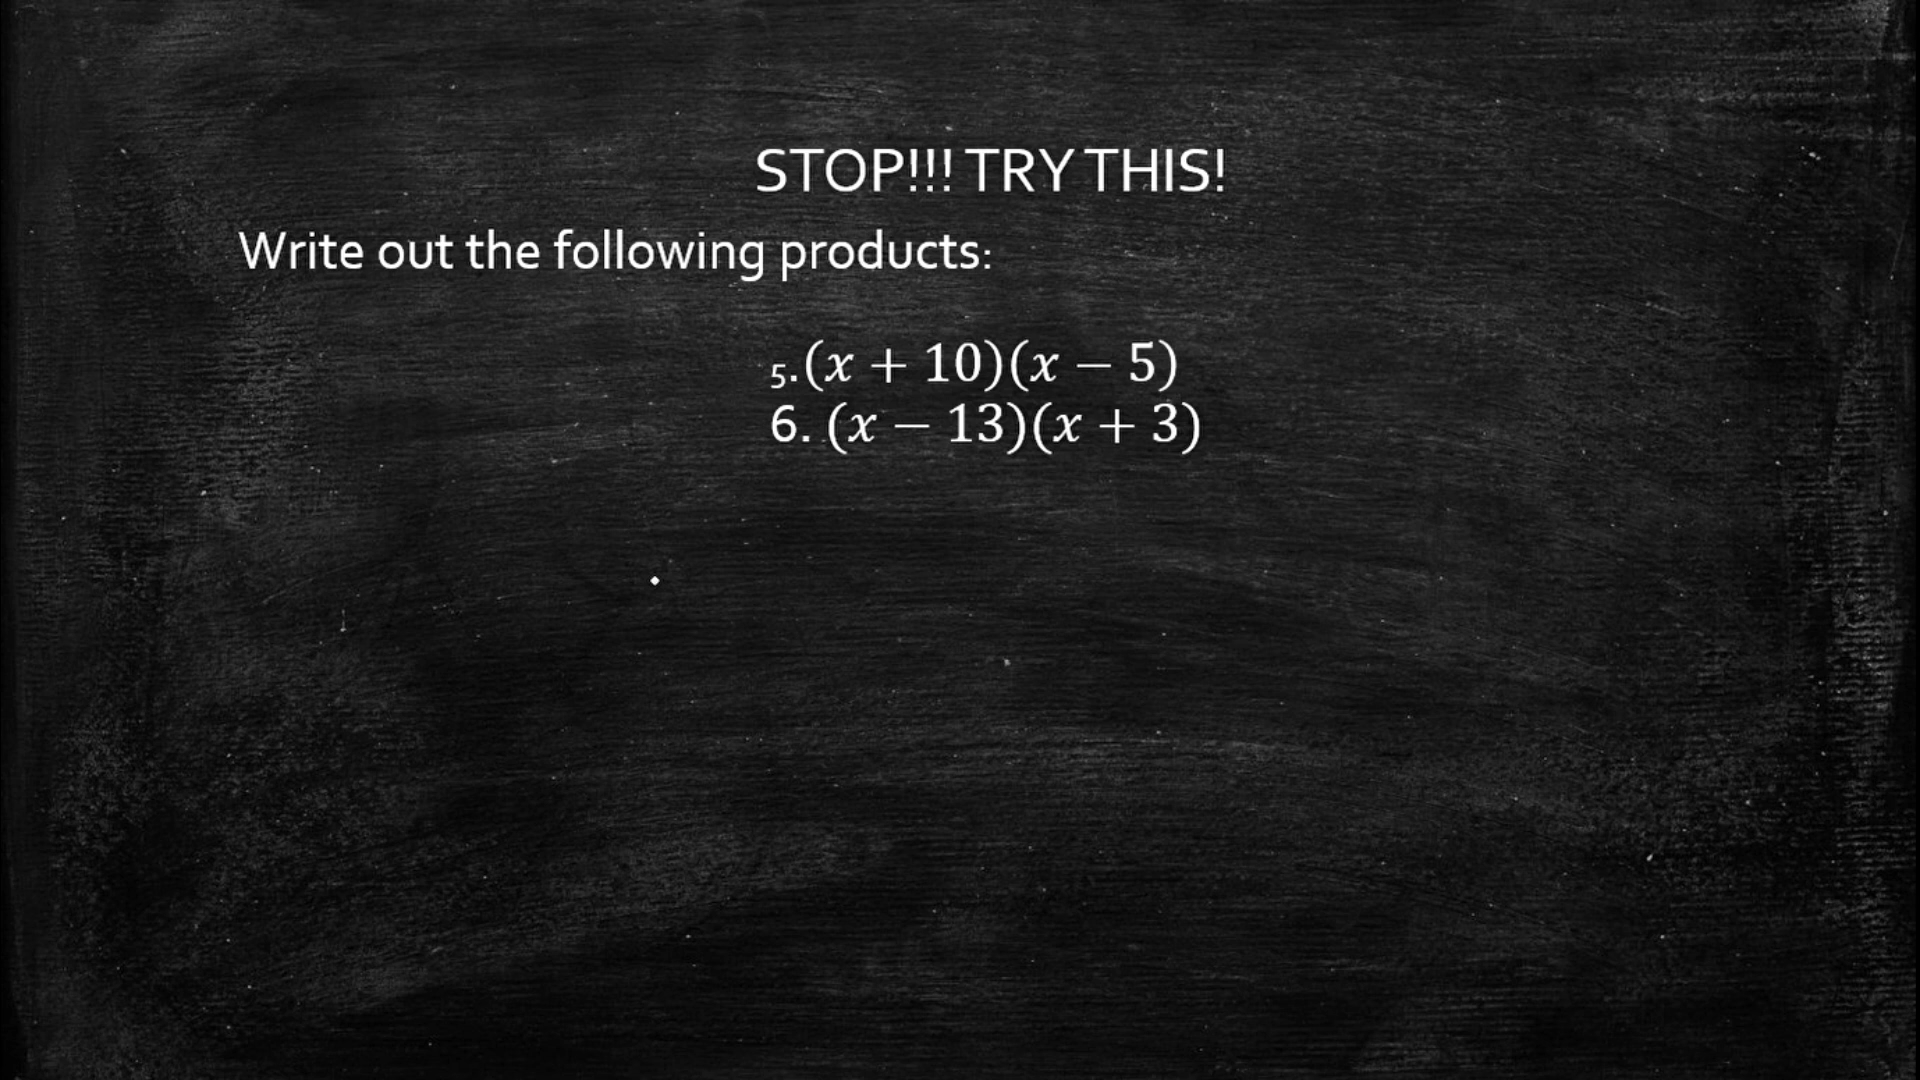 STOP!!! TRY THIS!
Write out the following products:
5.(x + 10)(x − 5)
6. (x − 13)(x + 3)